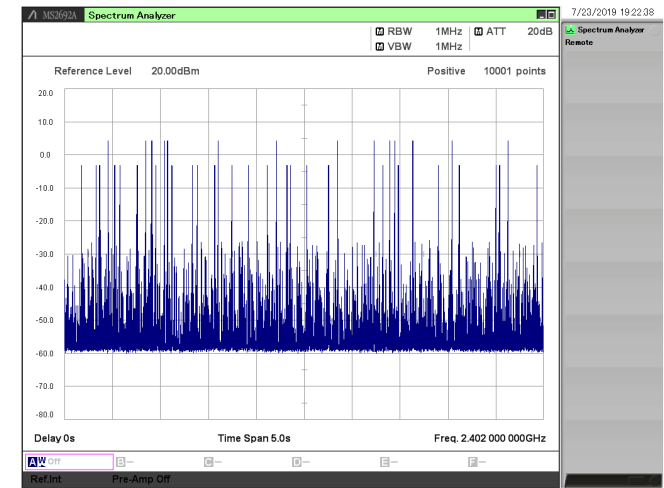 MS2692A Spectrum Analyzer
7/23/2019 19:22:38
Spectrum Analyzer
Remote
RBW 1MHz ATT 20dB
VBW 1MHz
Reference Level 20.00dBm Positive 10001 points
20.0
10.0
0.0
-10.0
-20.0
-30.0
-40.0
-50.0
-60.0
-70.0
-80.0
Delay 0s Time Span 5.0s Freq. 2.402 000 000GHz
A W Off B -- C -- D -- E -- F --
Ref.Int Pre-Amp Off